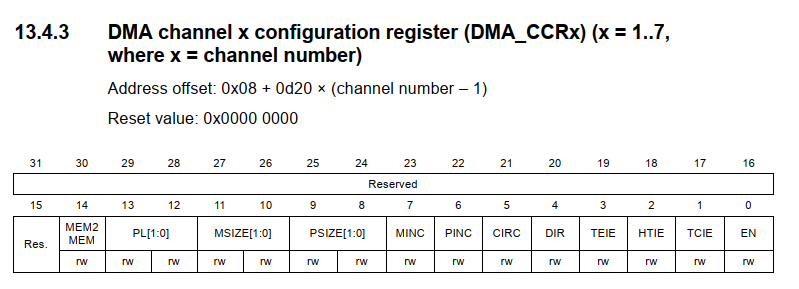 13.4.3 DMA channel x configuration register (DMA_CCRx) (x = 1..7,
where x = channel number)
Address offset: 0x08 + 0d20 × (channel number – 1)
Reset value: 0x0000 0000
31 30 29 28 27 26 25 24 23 22 21 20 19 18 17 16
Reserved
15 14 13 12 11 10 9 8 7 6 5 4 3 2 1 0
Res. MEM2 MEM PL[1:0] MSIZE[1:0] PSIZE[1:0] MINC PINC CIRC DIR TEIE HTIE TCIE EN
rw rw rw rw rw rw rw rw rw rw rw rw rw rw rw